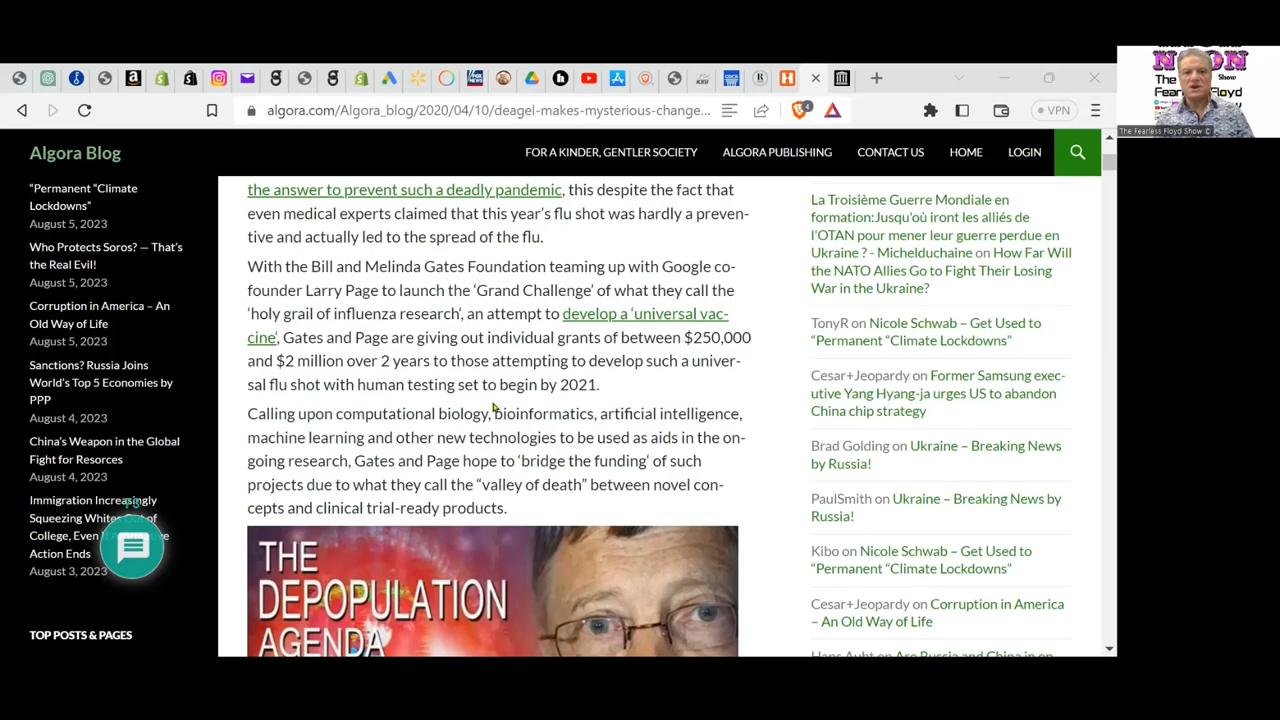 The
Show
Fearless Floyd
The Fearless Floyd Show ©
algora.com/Algora_blog/2020/04/10/deagel-makes-mysterious-change...
4
VPN
Algora Blog
FOR A KINDER, GENTLER SOCIETY
ALGORA PUBLISHING
CONTACT US
HOME
LOGIN
"Permanent "Climate
Lockdowns"
August 5, 2023
Who Protects Soros? — That's
the Real Evil!
August 5, 2023
Corruption in America – An
Old Way of Life
August 5, 2023
Sanctions? Russia Joins
World's Top 5 Economies by
PPP
August 4, 2023
China's Weapon in the Global
Fight for Resorces
August 4, 2023
Immigration Increasingly
Squeezing Whites Out of
College, Even
Action Ends
August 3, 2023
TOP POSTS & PAGES
the answer to prevent such a deadly pandemic, this despite the fact that
even medical experts claimed that this year's flu shot was hardly a preven-
tive and actually led to the spread of the flu.
With the Bill and Melinda Gates Foundation teaming up with Google co-
founder Larry Page to launch the 'Grand Challenge' of what they call the
'holy grail of influenza research', an attempt to develop a 'universal vac-
cine', Gates and Page are giving out individual grants of between $250,000
and $2 million over 2 years to those attempting to develop such a univer-
sal flu shot with human testing set to begin by 2021.
Calling upon computational biology, bioinformatics, artificial intelligence,
machine learning and other new technologies to be used as aids in the on-
going research, Gates and Page hope to 'bridge the funding' of such
projects due to what they call the "valley of death" between novel con-
cepts and clinical trial-ready products.
THE
DEPOPULATION
AGENDA
La Troisième Guerre Mondiale en
formation:Jusqu'où iront les alliés de
l'OTAN pour mener leur guerre perdue en
Ukraine ? - Michelduchaine on How Far Will
the NATO Allies Go to Fight Their Losing
War in the Ukraine?
TonyR on Nicole Schwab – Get Used to
"Permanent "Climate Lockdowns"
Cesar+Jeopardy on Former Samsung exec-
utive Yang Hyang-ja urges US to abandon
China chip strategy
Brad Golding on Ukraine – Breaking News
by Russia!
PaulSmith on Ukraine – Breaking News by
Russia!
Kibo on Nicole Schwab – Get Used to
"Permanent "Climate Lockdowns"
Cesar+Jeopardy on Corruption in America
– An Old Way of Life